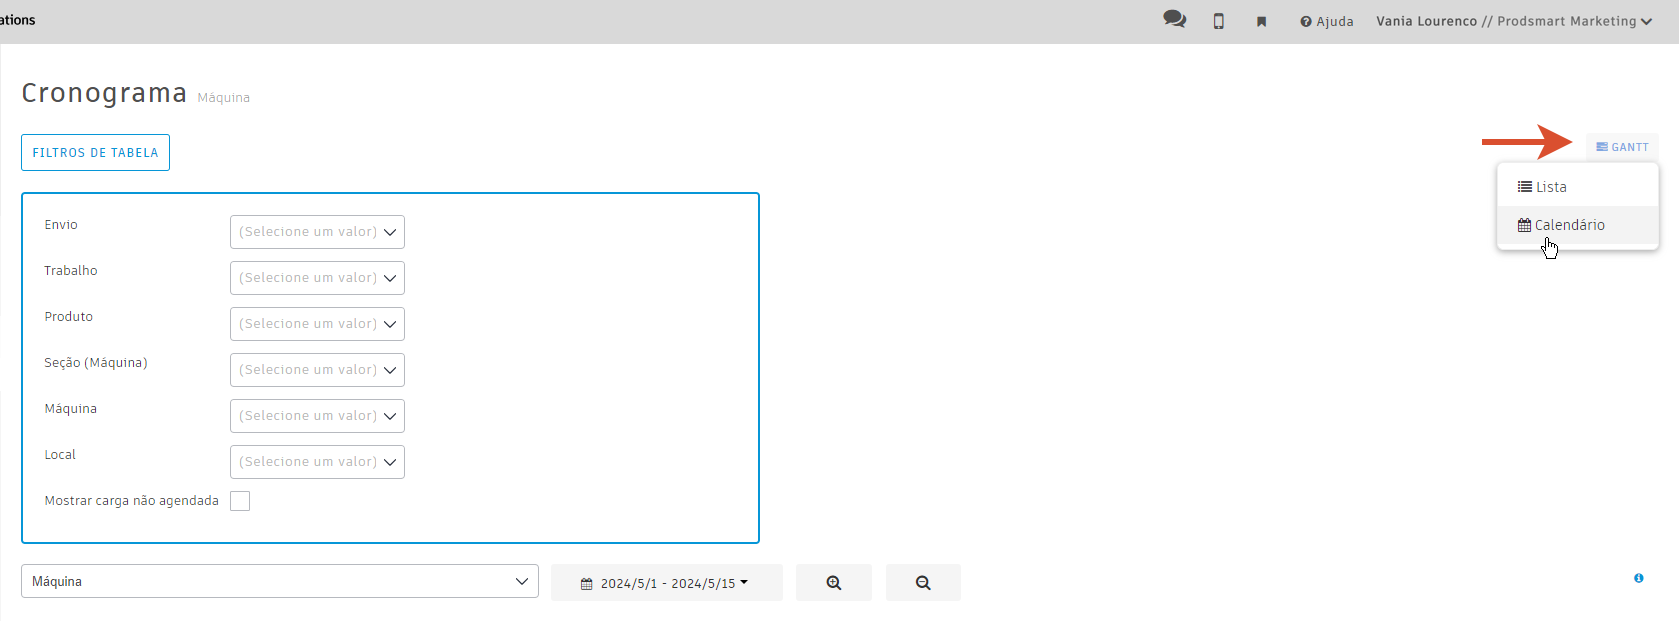 ations
Ajuda
Vania Lourenco // Prodsmart Marketing
Cronograma Máquina
FILTROS DE TABELA
GANTT
Lista
Calendário
Envio (Selecione um valor)
Trabalho (Selecione um valor)
Produto (Selecione um valor)
Seção (Máquina) (Selecione um valor)
Máquina (Selecione um valor)
Local (Selecione um valor)
Mostrar carga não agendada
Máquina
2024/5/1 - 2024/5/15